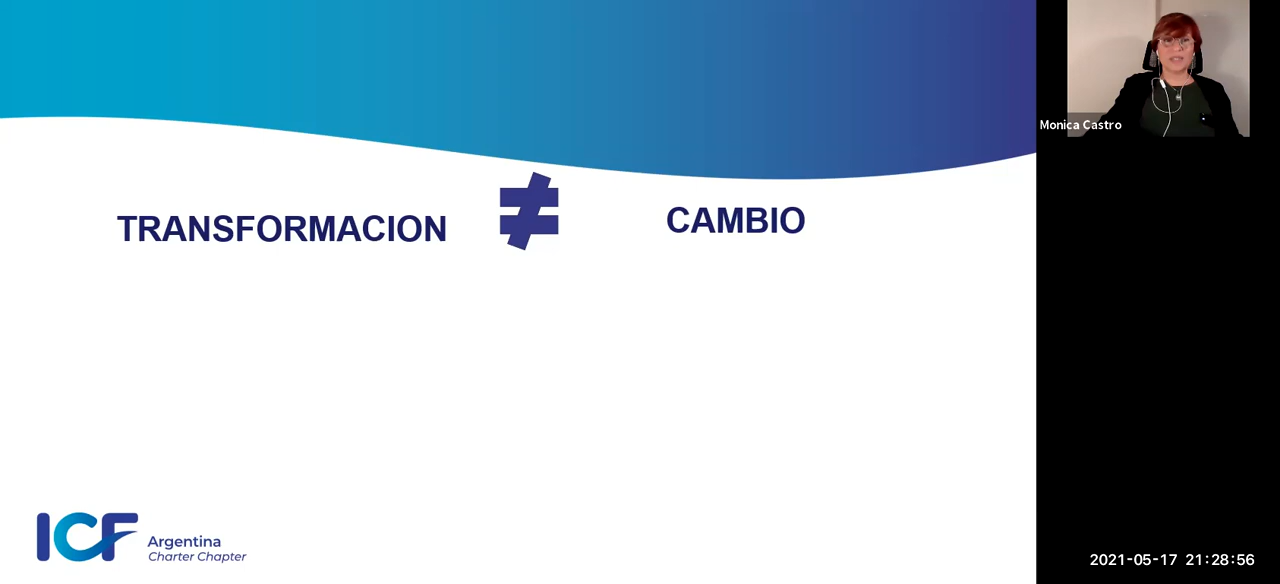 TRANSFORMACION ≠ CAMBIO
Monica Castro
ICF Argentina
Charter Chapter
2021-05-17 21:28:56